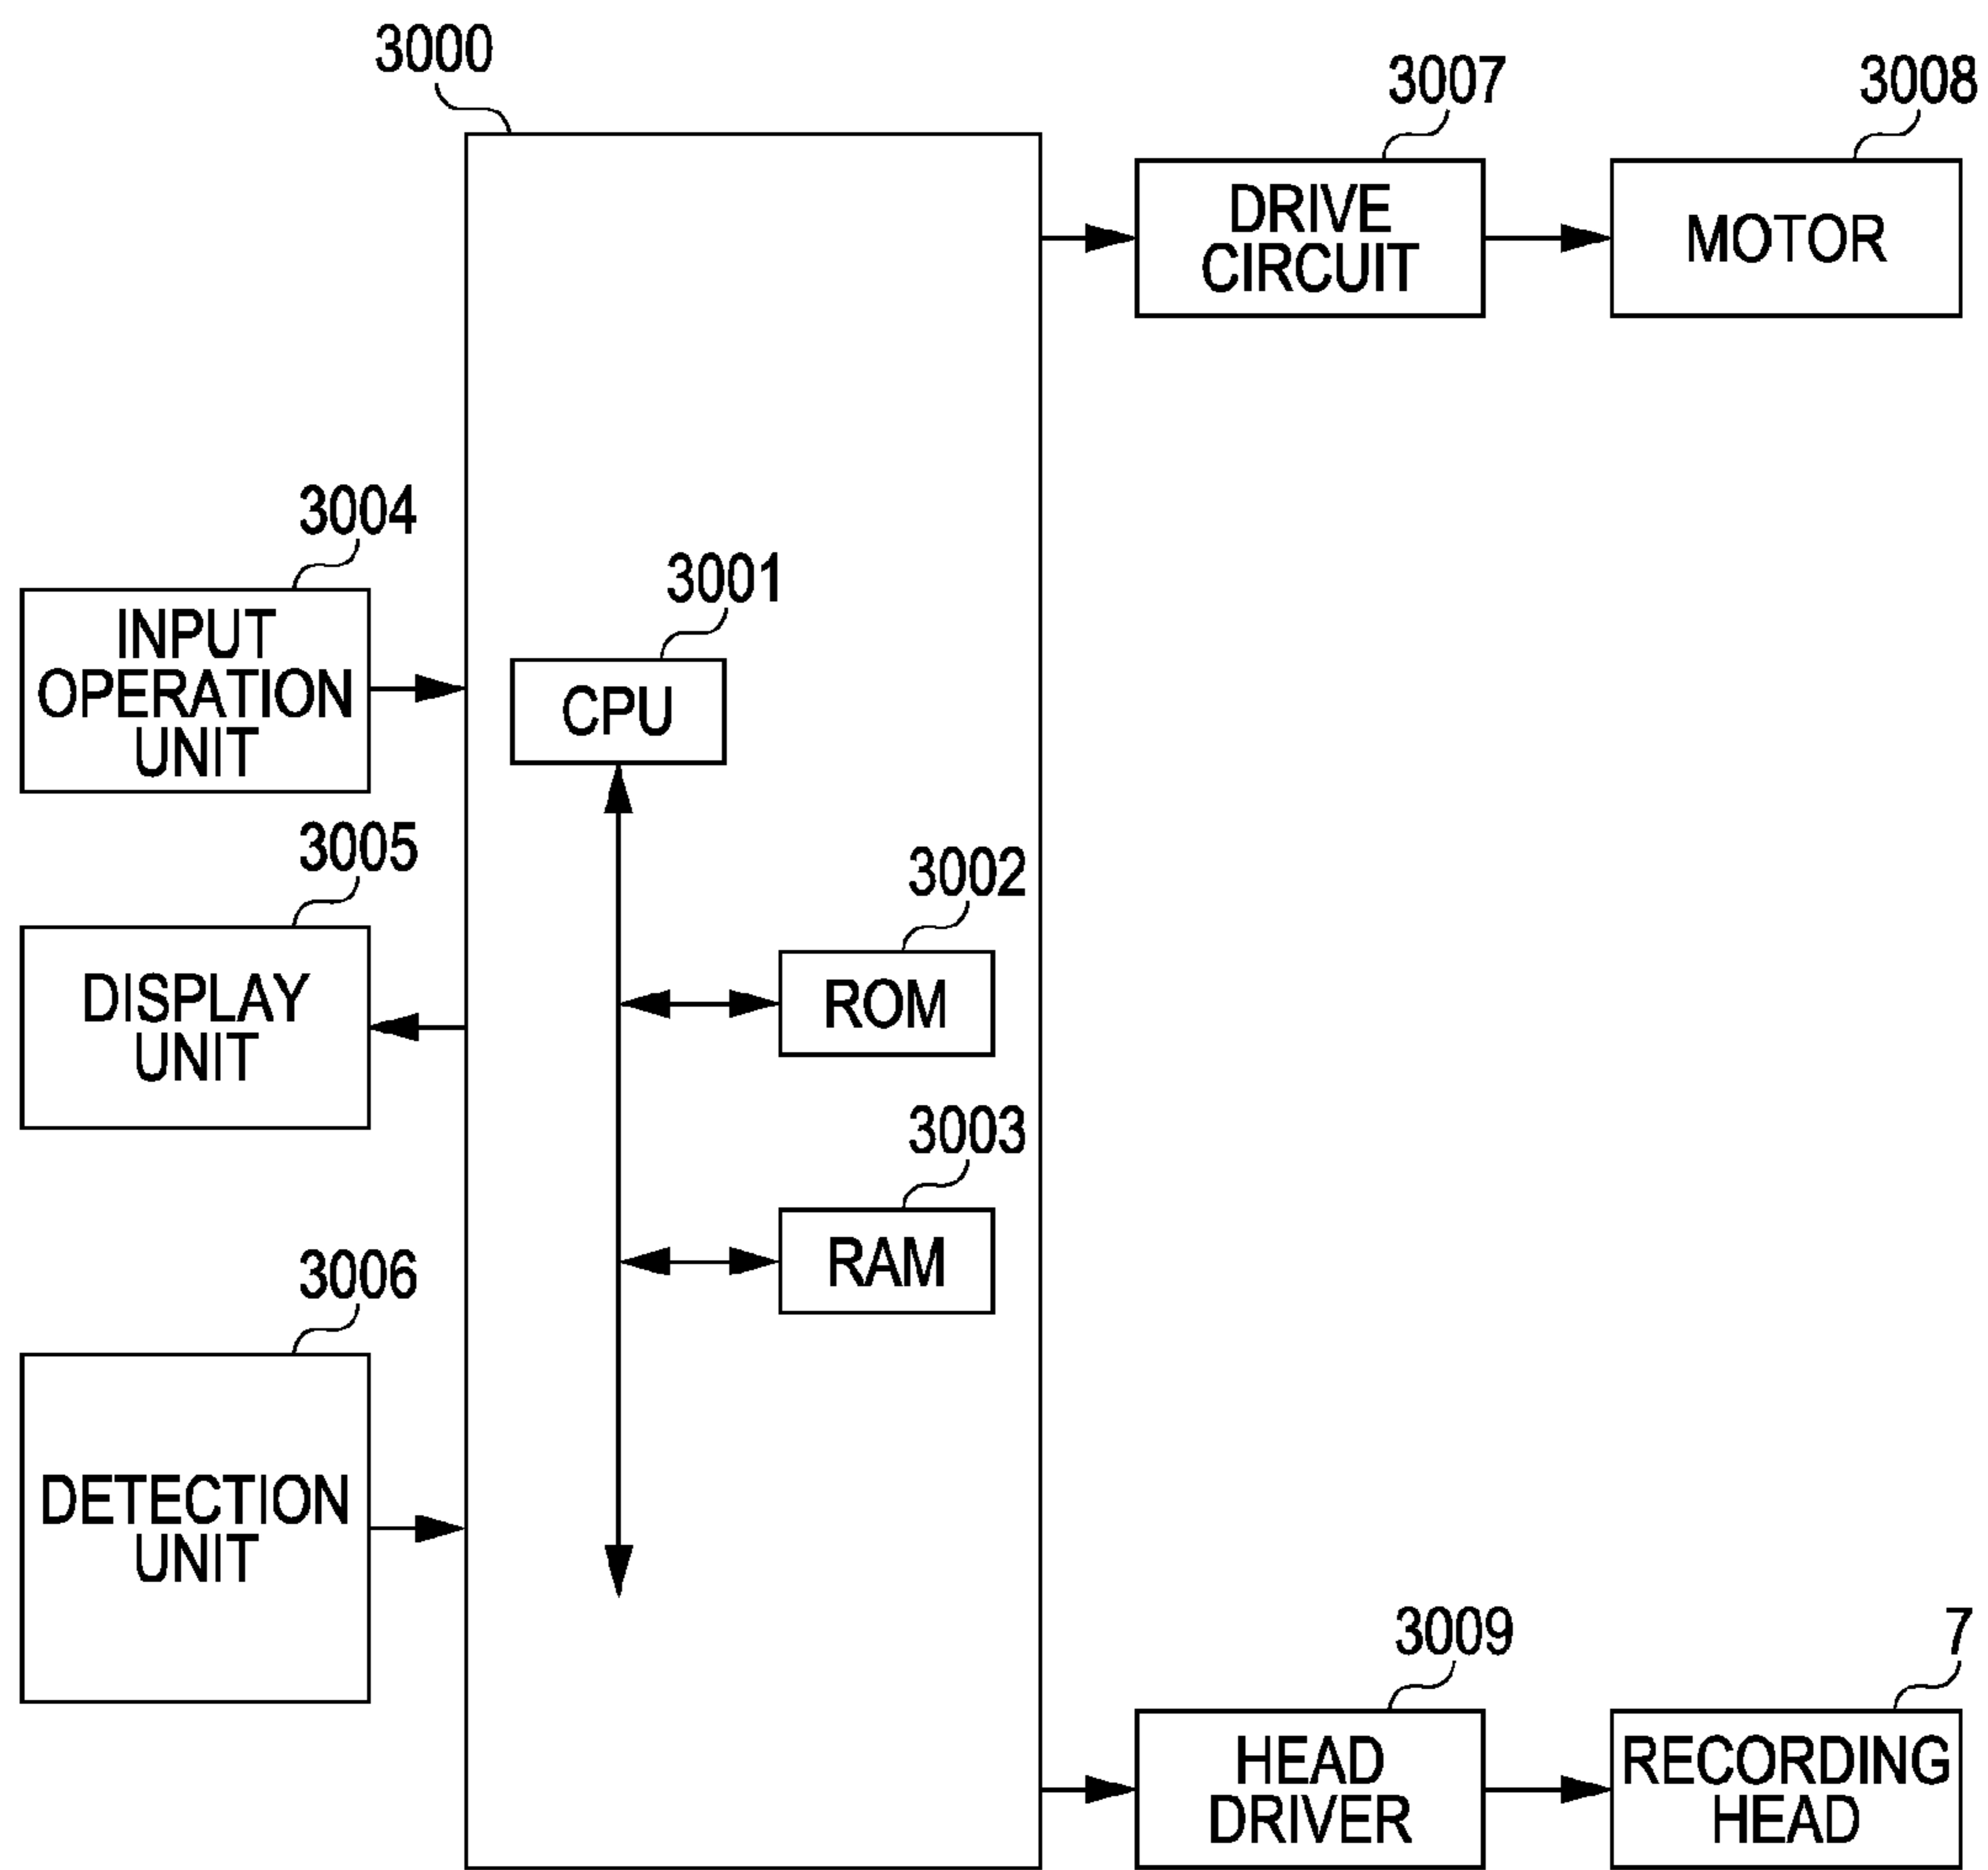 3000
3007
3008
DRIVE
CIRCUIT
MOTOR
3004
INPUT
OPERATION
UNIT
3001
CPU
3005
DISPLAY
UNIT
3002
ROM
3003
RAM
3006
DETECTION
UNIT
3009
7
HEAD
DRIVER
RECORDING
HEAD